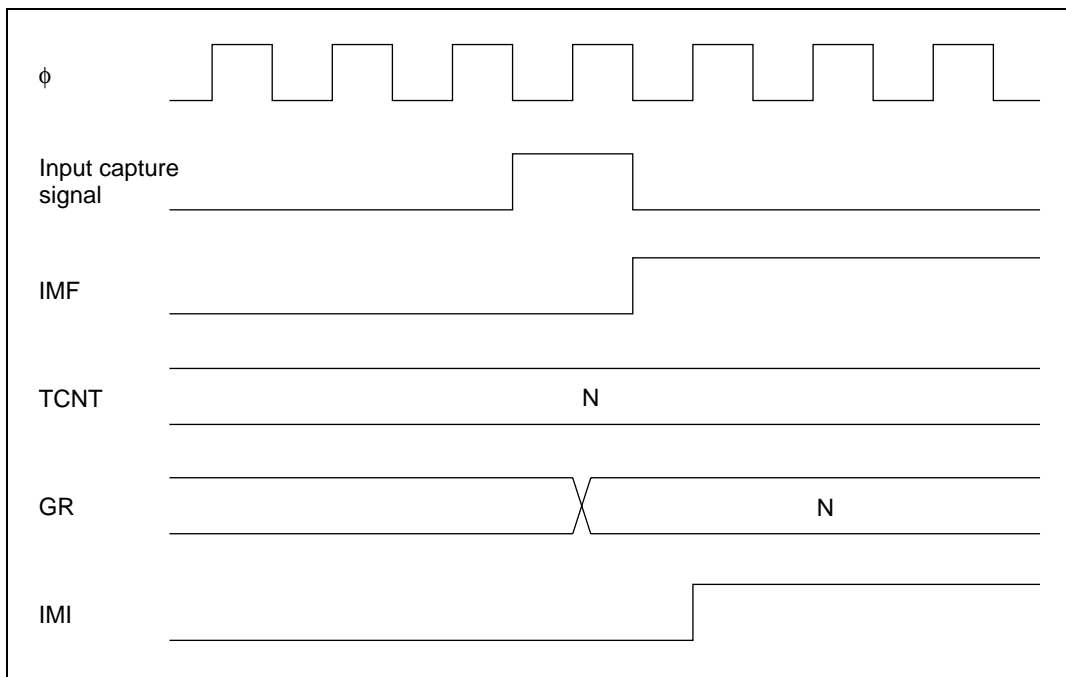 ϕ
Input capture
signal
IMF
TCNT
N
GR
N
IMI